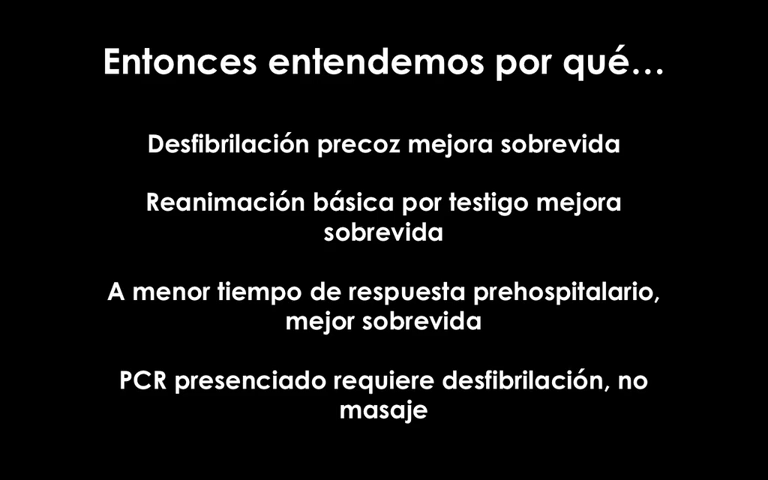 Entonces entendemos por qué...
Desfibrilación precoz mejora sobrevida
Reanimación básica por testigo mejora
sobrevida
A menor tiempo de respuesta prehospitalario,
mejor sobrevida
PCR presenciado requiere desfibrilación, no
masaje